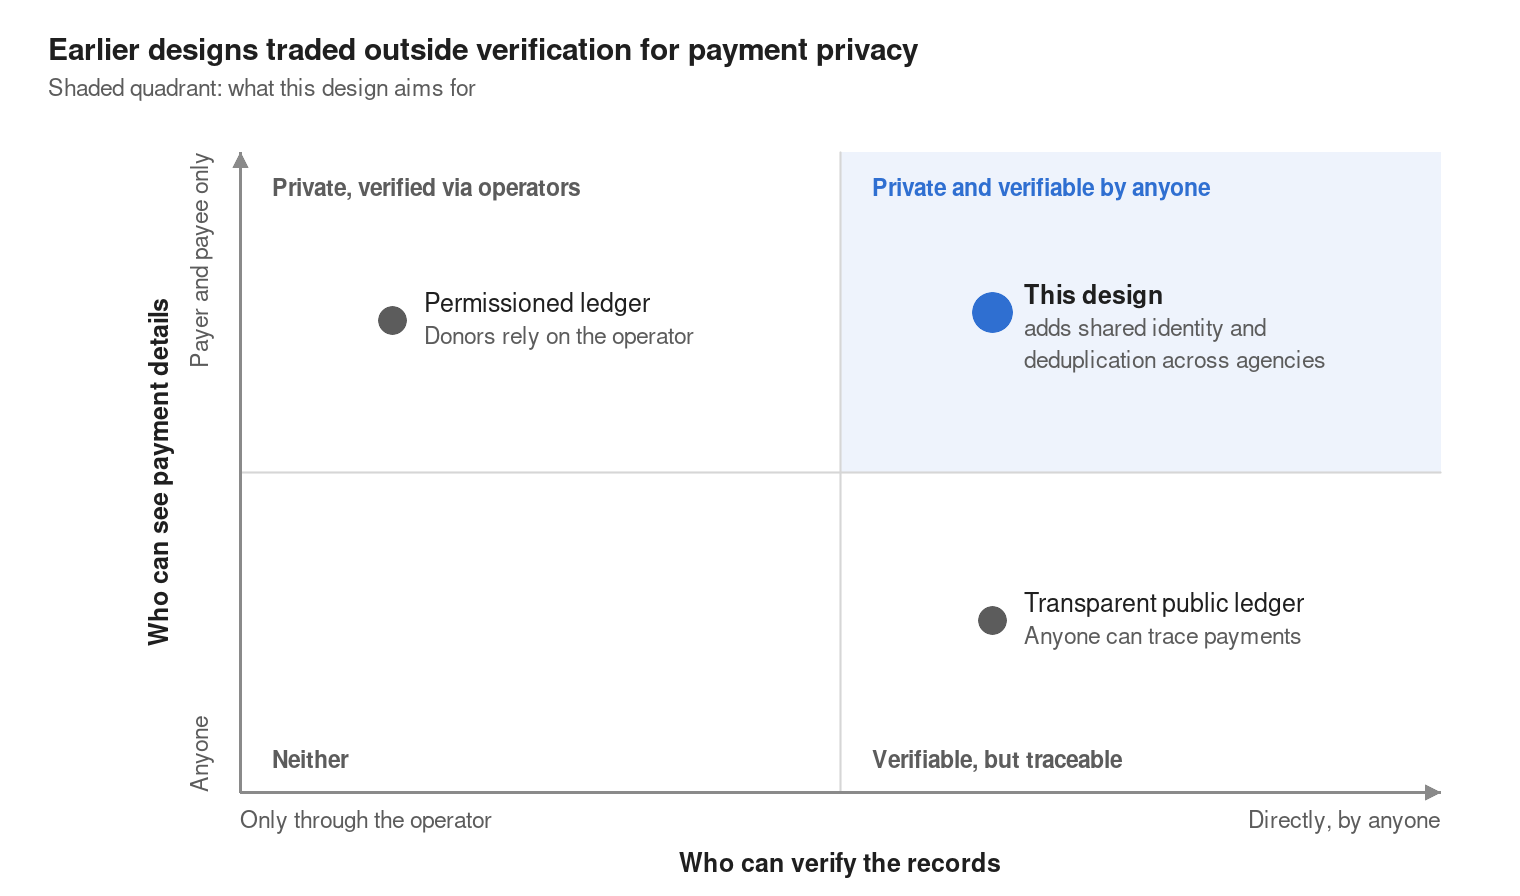 Earlier designs traded outside verification for payment privacy
Shaded quadrant: what this design aims for
Who can see payment details
Payer and payee only
Anyone
Private, verified via operators
Private and verifiable by anyone
Permissioned ledger
Donors rely on the operator
This design
adds shared identity and
deduplication across agencies
Transparent public ledger
Anyone can trace payments
Neither
Verifiable, but traceable
Only through the operator
Directly, by anyone
Who can verify the records